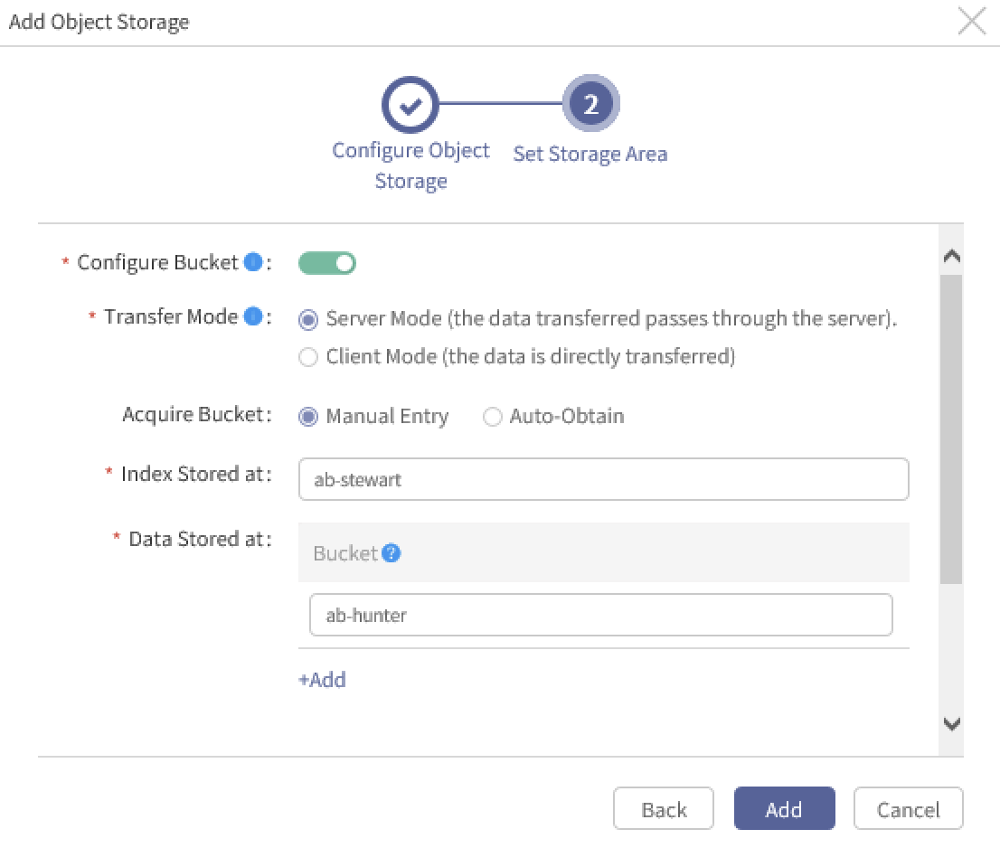 Add Object Storage
2
Configure Object
Storage
Set Storage Area
* Configure Bucket :
* Transfer Mode : Server Mode (the data transferred passes through the server).
Client Mode (the data is directly transferred)
Acquire Bucket: Manual Entry Auto-Obtain
* Index Stored at: ab-stewart
* Data Stored at: Bucket ?
ab-hunter
+Add
Back Add Cancel